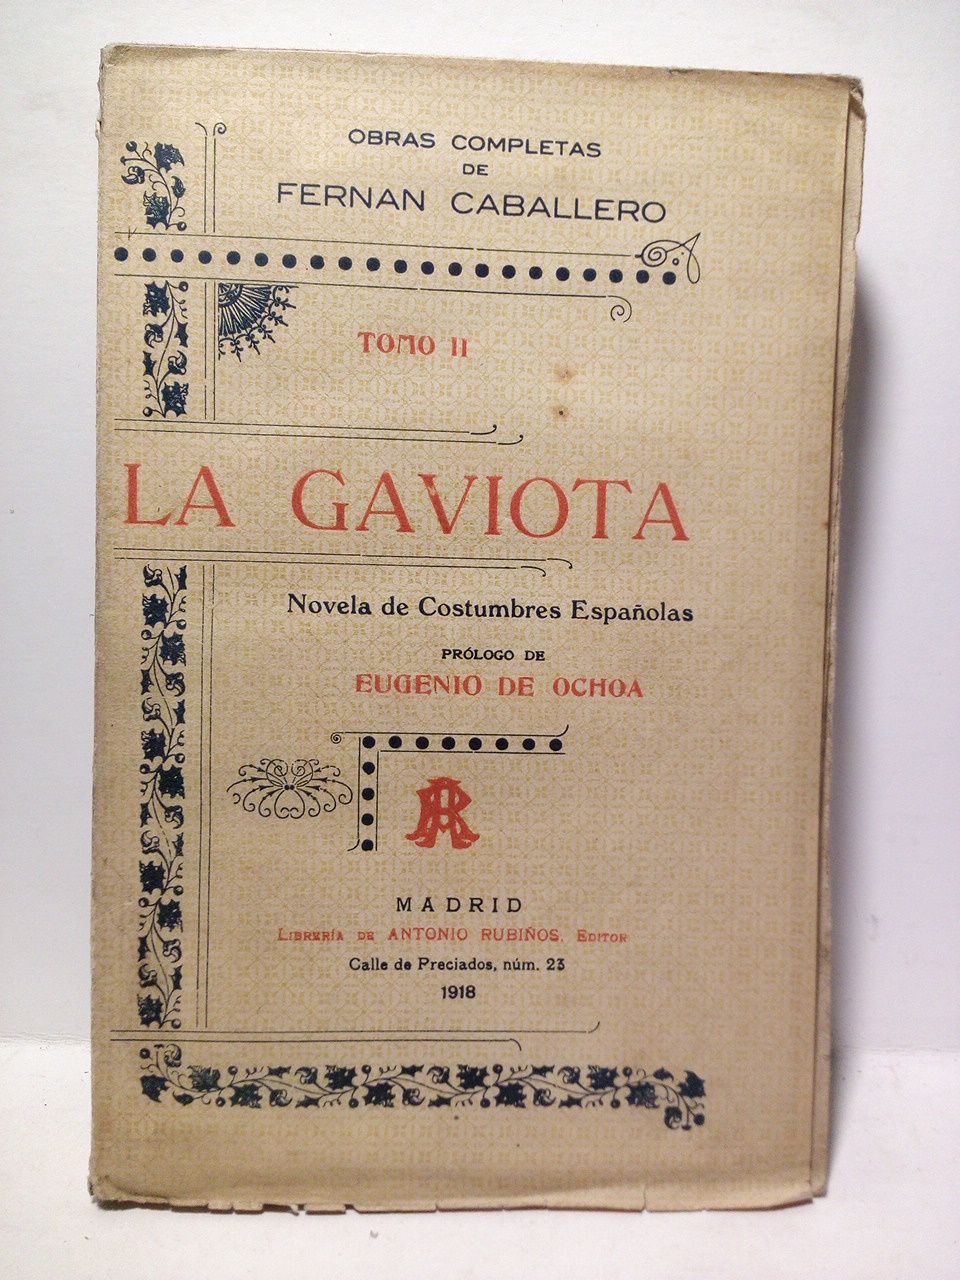 OBRAS COMPLETAS
DE
FERNAN CABALLERO
TOMO II
LA GAVIOTA
Novela de Costumbres Españolas
PRÓLOGO DE
EUGENIO DE OCHOA
AR
MADRID
LIBRERÍA DE ANTONIO RUBIÑOS, EDITOR
Calle de Preciados, núm. 23
1918